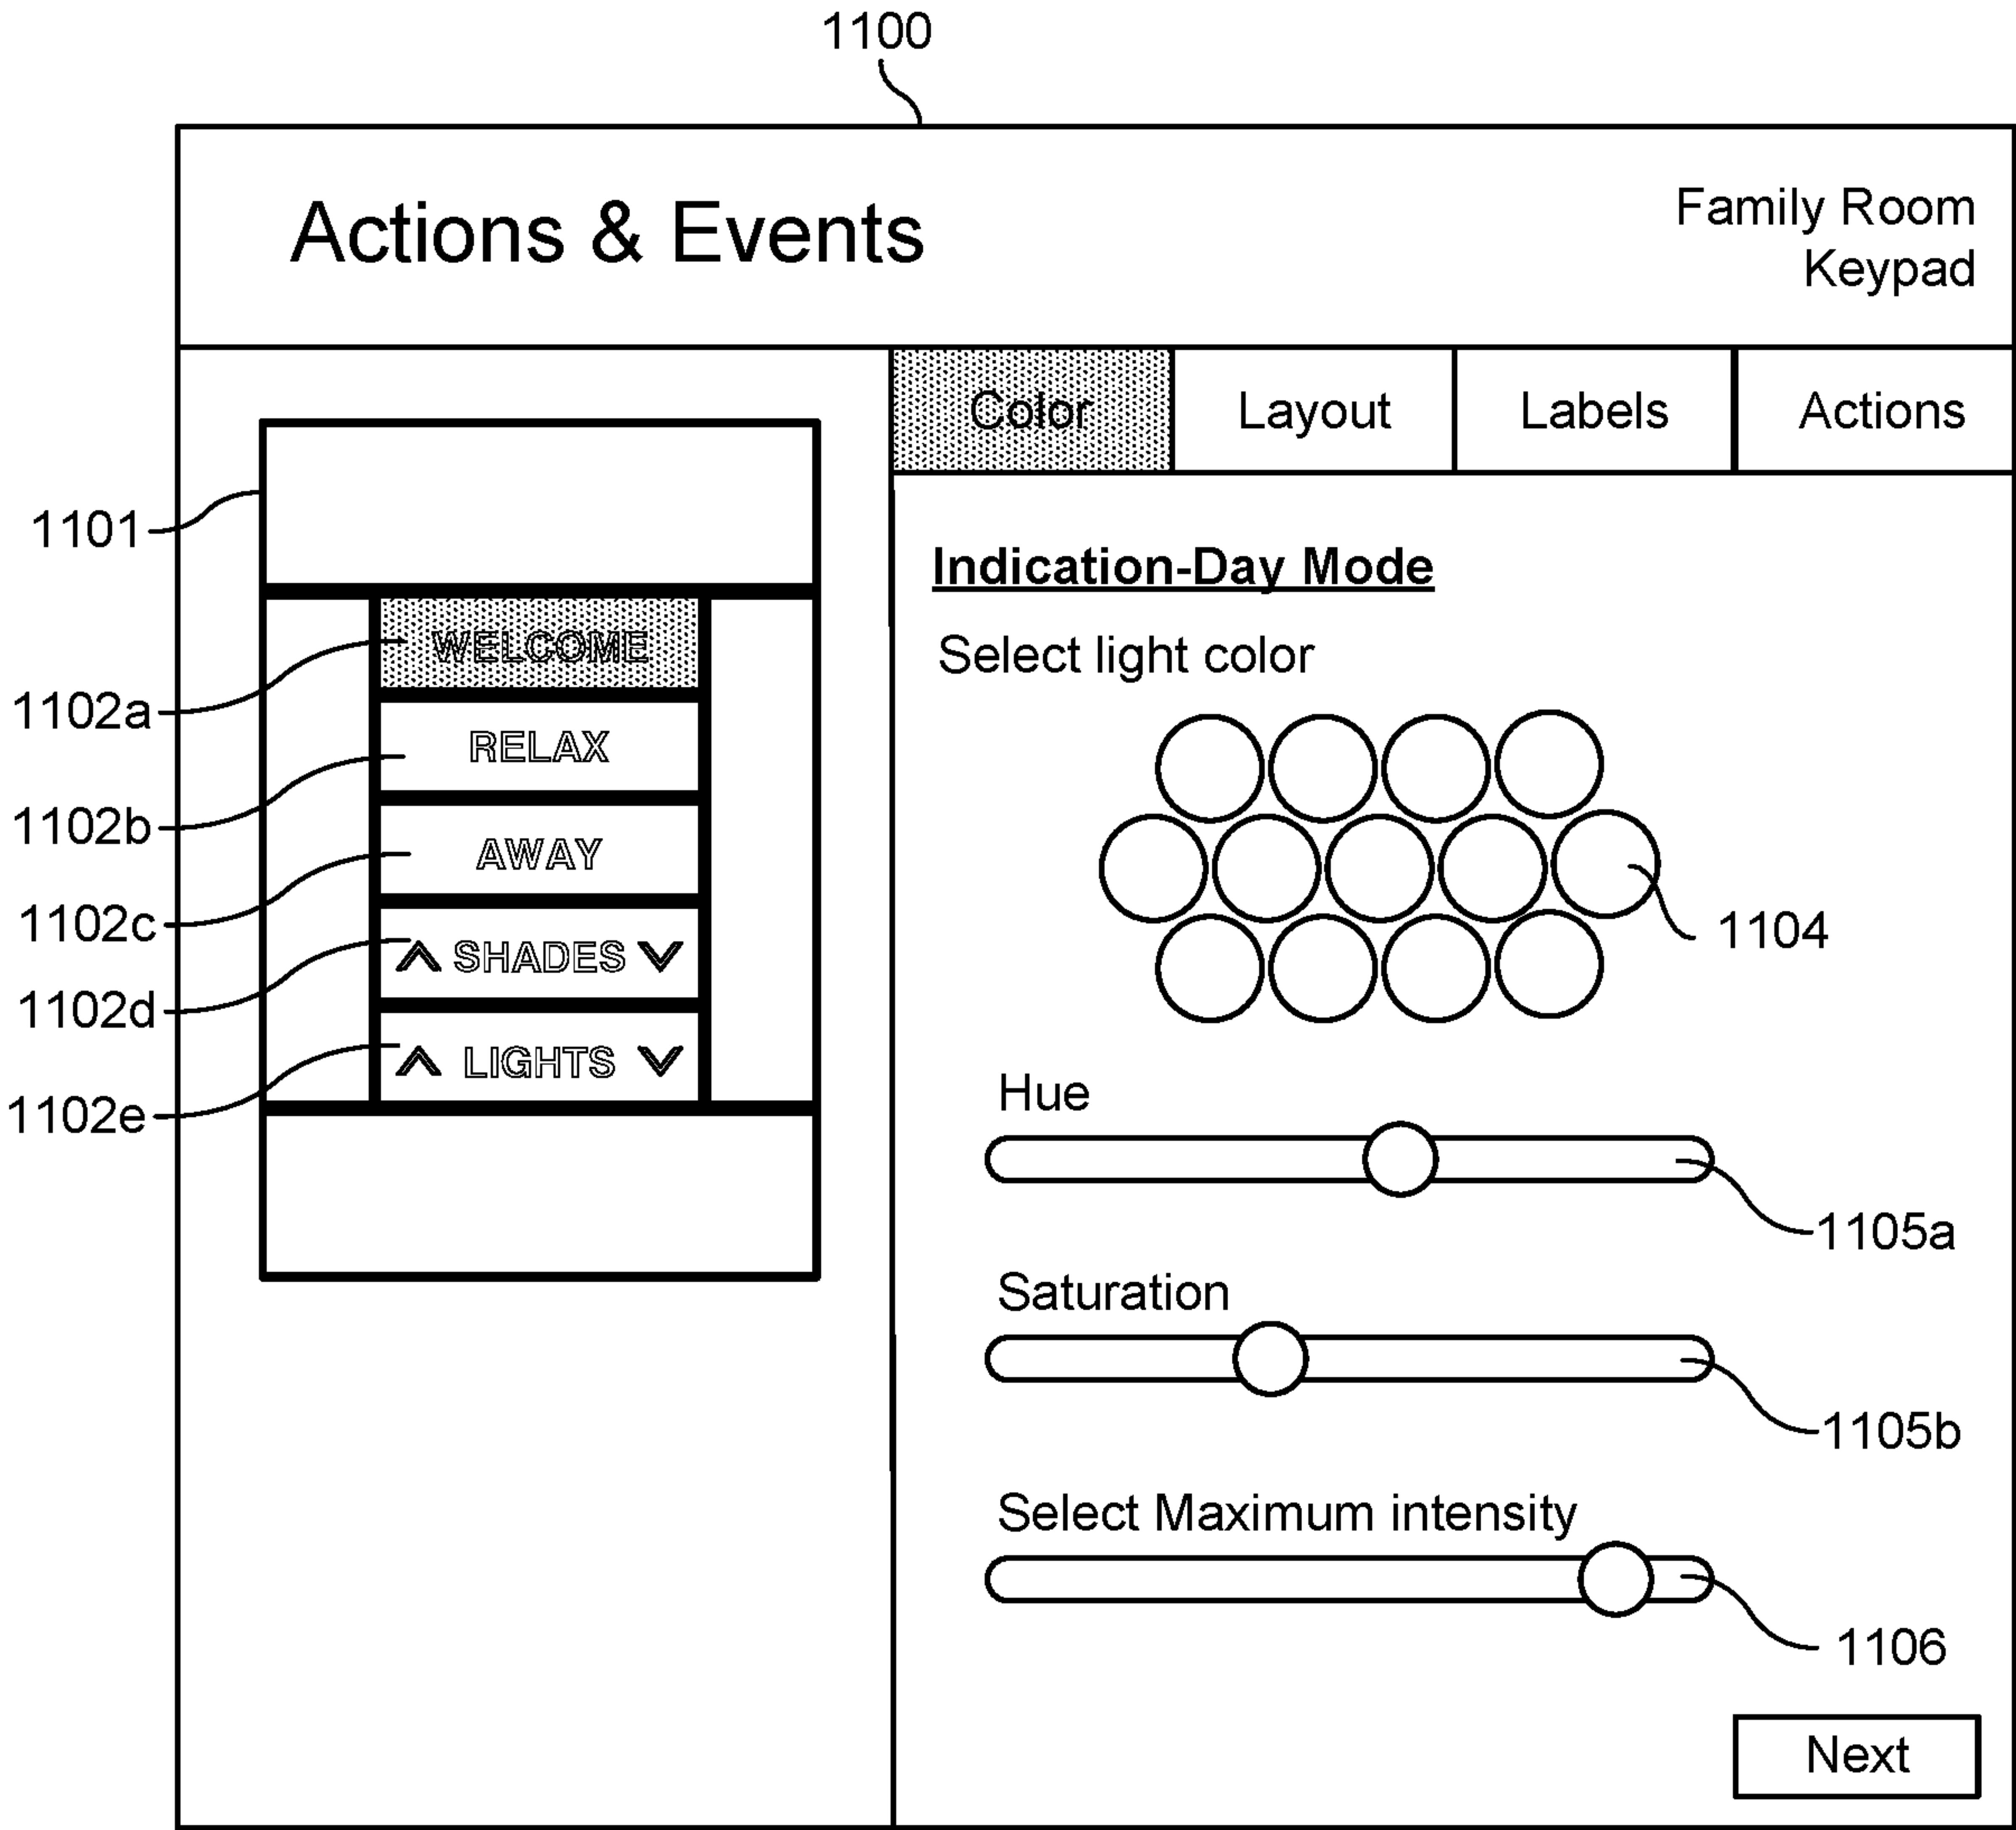 1100
Actions & Events
Family Room
Keypad
Color
Layout
Labels
Actions
1101
WELCOME
1102a
RELAX
1102b
AWAY
1102c
SHADES
1102d
LIGHTS
1102e
Indication-Day Mode
Select light color
1104
Hue
1105a
Saturation
1105b
Select Maximum intensity
1106
Next